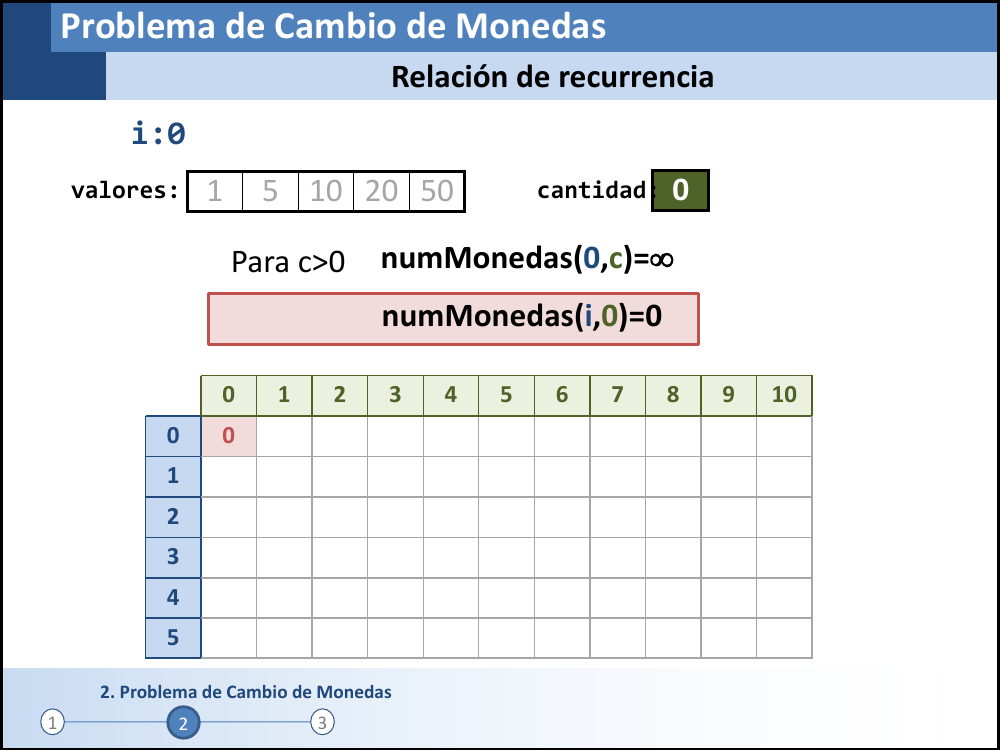 Problema de Cambio de Monedas
Relación de recurrencia
i:0
valores: 1 5 10 20 50 cantidad: 0
Para c>0 numMonedas(0,c)=∞
numMonedas(i,0)=0
0 1 2 3 4 5 6 7 8 9 10
0 0
1
2
3
4
5
2. Problema de Cambio de Monedas
1 2 3